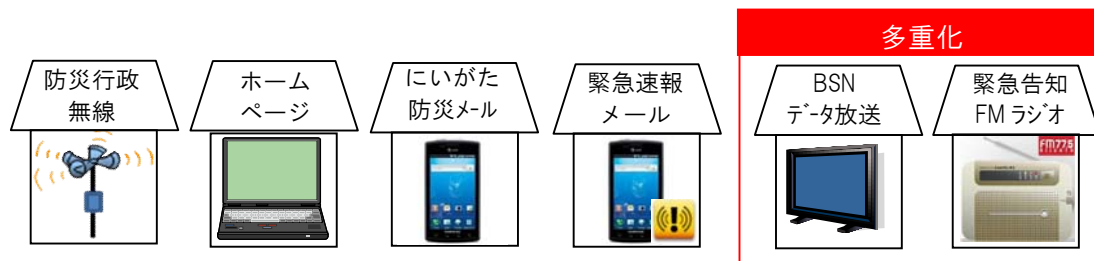 多重化
防災行政
無線
ホーム
ページ
にいがた
防災ﾒｰﾙ
緊急速報
メール
BSN
ﾃﾞｰﾀ放送
緊急告知
FMラジオ
FM77.5